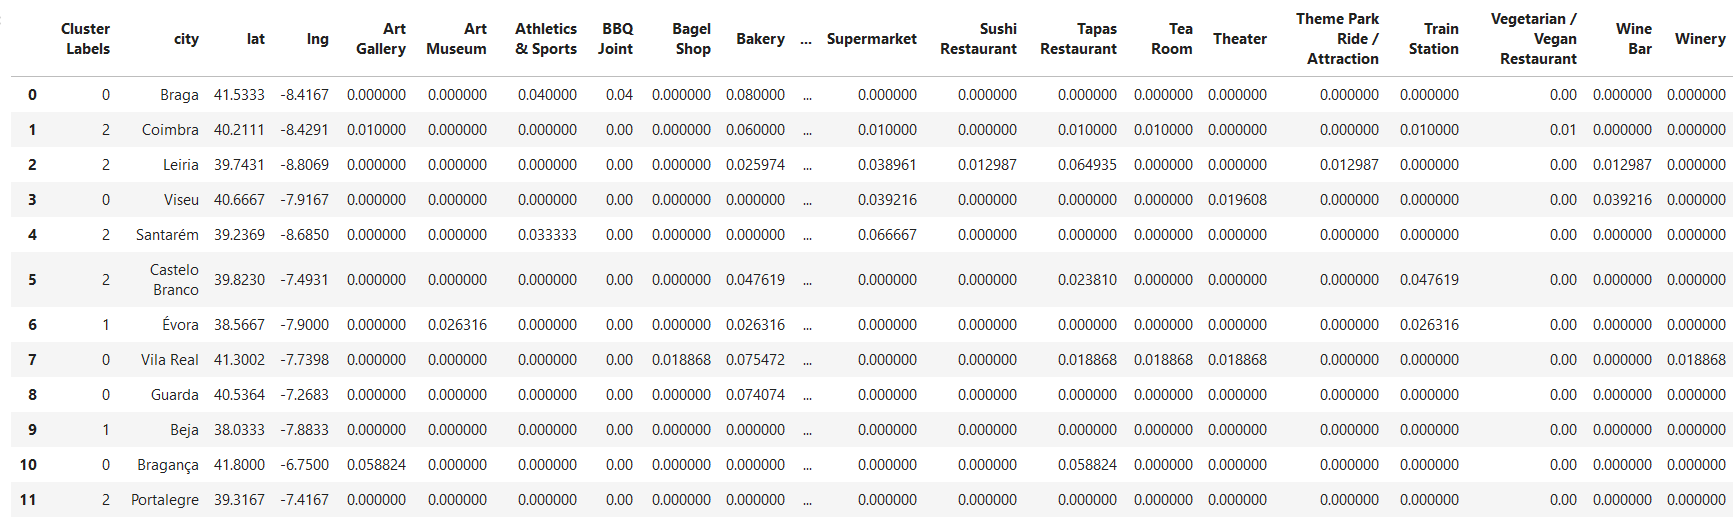 Cluster Labels city lat lng Art Gallery Art Museum Athletics & Sports BBQ Joint Bagel Shop Bakery ... Supermarket Sushi Restaurant Tapas Restaurant Tea Room Theater Theme Park Ride / Attraction Train Station Vegetarian / Vegan Restaurant Wine Bar Winery
0 0 Braga 41.5333 -8.4167 0.000000 0.000000 0.040000 0.04 0.000000 0.080000 ... 0.000000 0.000000 0.000000 0.000000 0.000000 0.000000 0.000000 0.00 0.000000 0.000000
1 2 Coimbra 40.2111 -8.4291 0.010000 0.000000 0.000000 0.00 0.000000 0.060000 ... 0.010000 0.000000 0.010000 0.010000 0.000000 0.000000 0.010000 0.01 0.000000 0.000000
2 2 Leiria 39.7431 -8.8069 0.000000 0.000000 0.000000 0.00 0.000000 0.025974 ... 0.038961 0.012987 0.064935 0.000000 0.000000 0.012987 0.000000 0.00 0.012987 0.000000
3 0 Viseu 40.6667 -7.9167 0.000000 0.000000 0.000000 0.00 0.000000 0.000000 ... 0.039216 0.000000 0.000000 0.000000 0.019608 0.000000 0.000000 0.00 0.039216 0.000000
4 2 Santarém 39.2369 -8.6850 0.000000 0.000000 0.033333 0.00 0.000000 0.000000 ... 0.066667 0.000000 0.000000 0.000000 0.000000 0.000000 0.000000 0.00 0.000000 0.000000
5 2 Castelo Branco 39.8230 -7.4931 0.000000 0.000000 0.000000 0.00 0.000000 0.047619 ... 0.000000 0.000000 0.023810 0.000000 0.000000 0.000000 0.047619 0.00 0.000000 0.000000
6 1 Évora 38.5667 -7.9000 0.000000 0.026316 0.000000 0.00 0.000000 0.026316 ... 0.000000 0.000000 0.000000 0.000000 0.000000 0.000000 0.026316 0.00 0.000000 0.000000
7 0 Vila Real 41.3002 -7.7398 0.000000 0.000000 0.000000 0.00 0.018868 0.075472 ... 0.000000 0.000000 0.018868 0.018868 0.018868 0.000000 0.000000 0.00 0.000000 0.018868
8 0 Guarda 40.5364 -7.2683 0.000000 0.000000 0.000000 0.00 0.000000 0.074074 ... 0.000000 0.000000 0.000000 0.000000 0.000000 0.000000 0.000000 0.00 0.000000 0.000000
9 1 Beja 38.0333 -7.8833 0.000000 0.000000 0.000000 0.00 0.000000 0.000000 ... 0.000000 0.000000 0.000000 0.000000 0.000000 0.000000 0.000000 0.00 0.000000 0.000000
10 0 Bragança 41.8000 -6.7500 0.058824 0.000000 0.000000 0.00 0.000000 0.000000 ... 0.000000 0.000000 0.058824 0.000000 0.000000 0.000000 0.000000 0.00 0.000000 0.000000
11 2 Portalegre 39.3167 -7.4167 0.000000 0.000000 0.000000 0.00 0.000000 0.000000 ... 0.000000 0.000000 0.000000 0.000000 0.000000 0.000000 0.000000 0.00 0.000000 0.000000